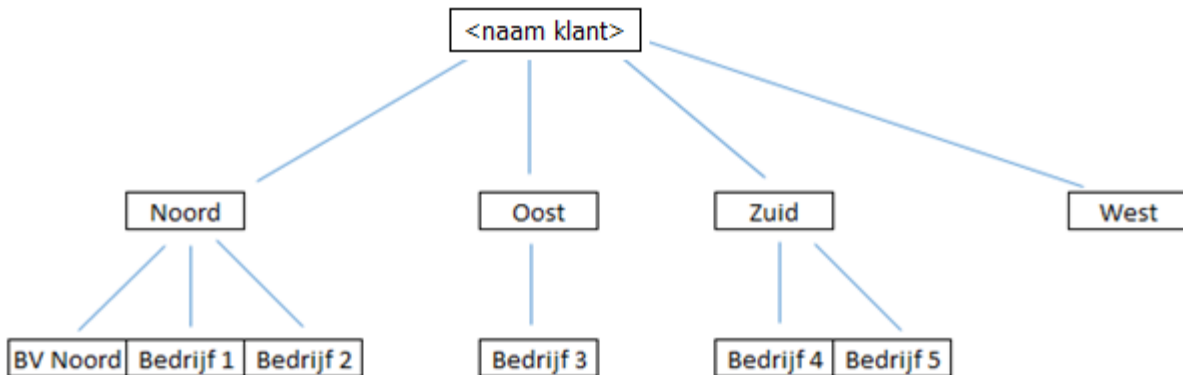 <naam klant>
Noord Oost Zuid West
BV Noord Bedrijf 1 Bedrijf 2 Bedrijf 3 Bedrijf 4 Bedrijf 5